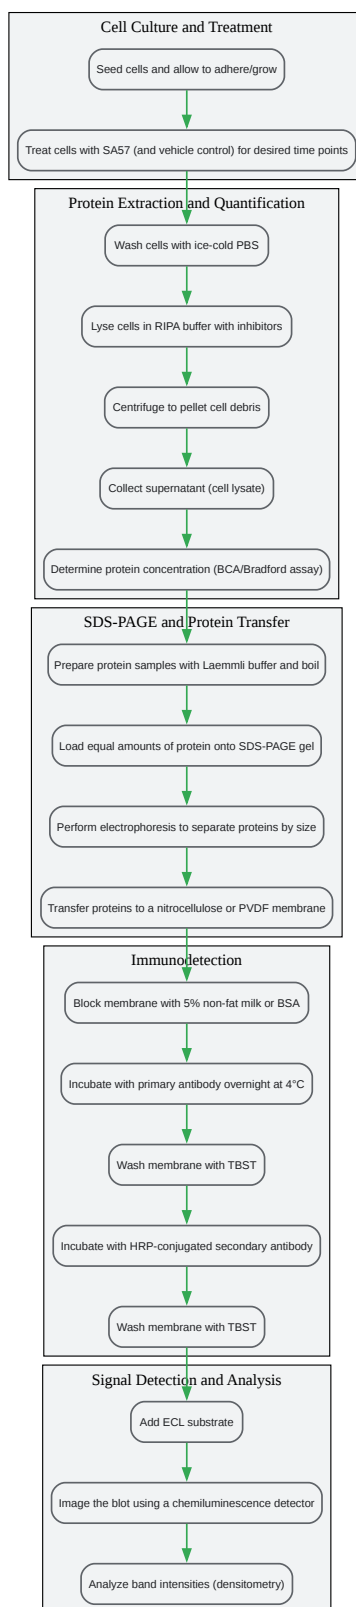 Cell Culture and Treatment
Seed cells and allow to adhere/grow
Treat cells with SA57 (and vehicle control) for desired time points
Protein Extraction and Quantification
Wash cells with ice-cold PBS
Lyse cells in RIPA buffer with inhibitors
Centrifuge to pellet cell debris
Collect supernatant (cell lysate)
Determine protein concentration (BCA/Bradford assay)
SDS-PAGE and Protein Transfer
Prepare protein samples with Laemmli buffer and boil
Load equal amounts of protein onto SDS-PAGE gel
Perform electrophoresis to separate proteins by size
Transfer proteins to a nitrocellulose or PVDF membrane
Immunodetection
Block membrane with 5% non-fat milk or BSA
Incubate with primary antibody overnight at 4°C
Wash membrane with TBST
Incubate with HRP-conjugated secondary antibody
Wash membrane with TBST
Signal Detection and Analysis
Add ECL substrate
Image the blot using a chemiluminescence detector
Analyze band intensities (densitometry)